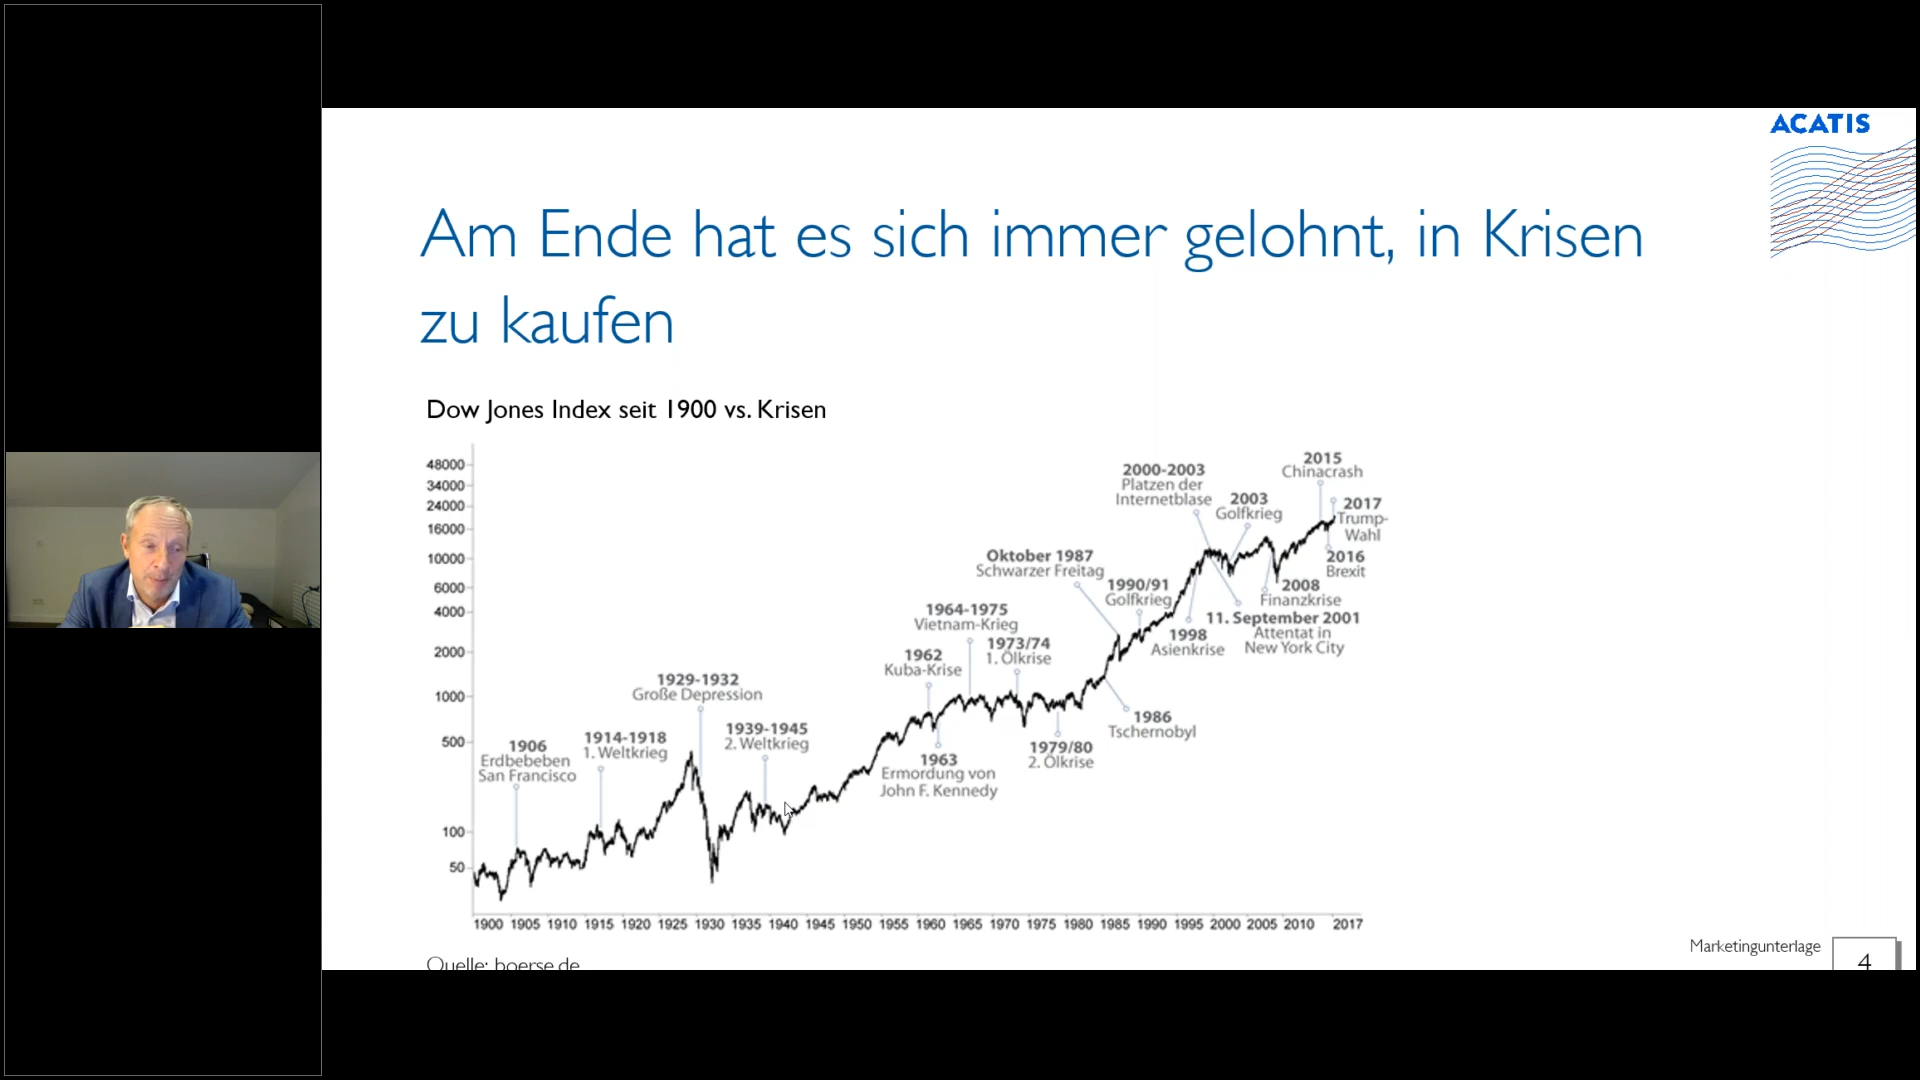 ACATIS
Am Ende hat es sich immer gelohnt, in Krisen
zu kaufen
Dow Jones Index seit 1900 vs. Krisen
48000
34000
24000
16000
10000
6000
4000
2000
1000
500
100
50
1906
Erdbebeben
San Francisco
1914-1918
1. Weltkrieg
1929-1932
Große Depression
1939-1945
2. Weltkrieg
1962
Kuba-Krise
1963
Ermordung von
John F. Kennedy
1964-1975
Vietnam-Krieg
1973/74
1. Ölkrise
1979/80
2. Ölkrise
Oktober 1987
Schwarzer Freitag
1986
Tschernobyl
1990/91
Golfkrieg
1998
Asienkrise
2000-2003
Platzen der
Internetblase
11. September 2001
Attentat in
New York City
2003
Golfkrieg
2008
Finanzkrise
2015
Chinacrash
2017
Trump-
Wahl
2016
Brexit
1900 1905 1910 1915 1920 1925 1930 1935 1940 1945 1950 1955 1960 1965 1970 1975 1980 1985 1990 1995 2000 2005 2010 2017
Quelle: boerse.de
Marketingunterlage
4